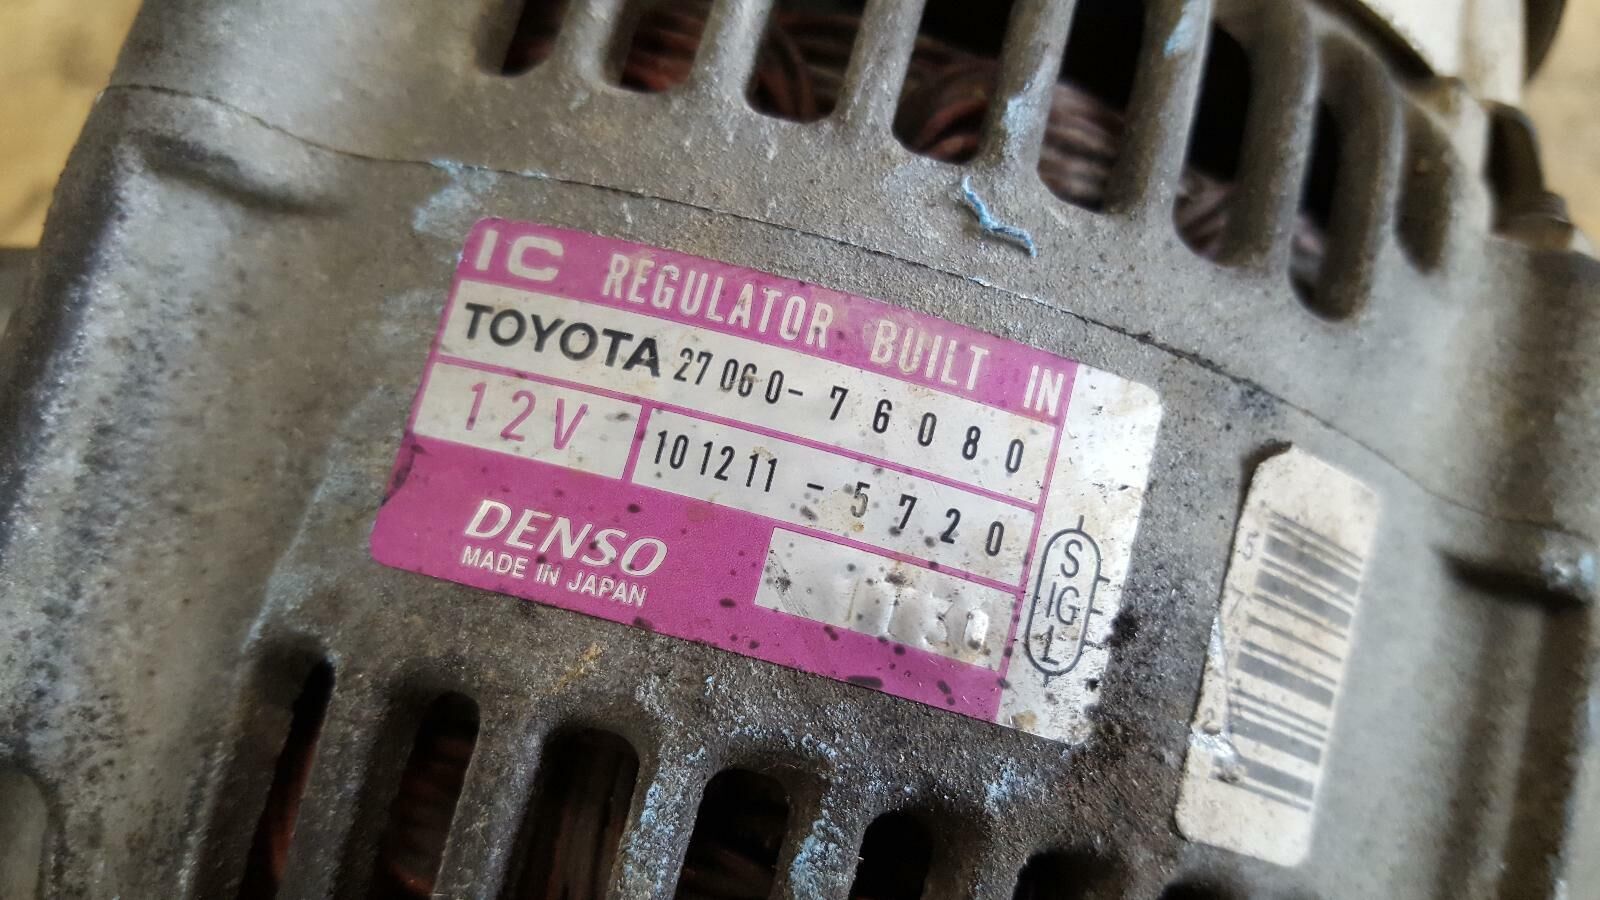 IC REGULATOR BUILT IN
TOYOTA 27060-76080
12V 101211-5720
DENSO
MADE IN JAPAN
S
IG
L